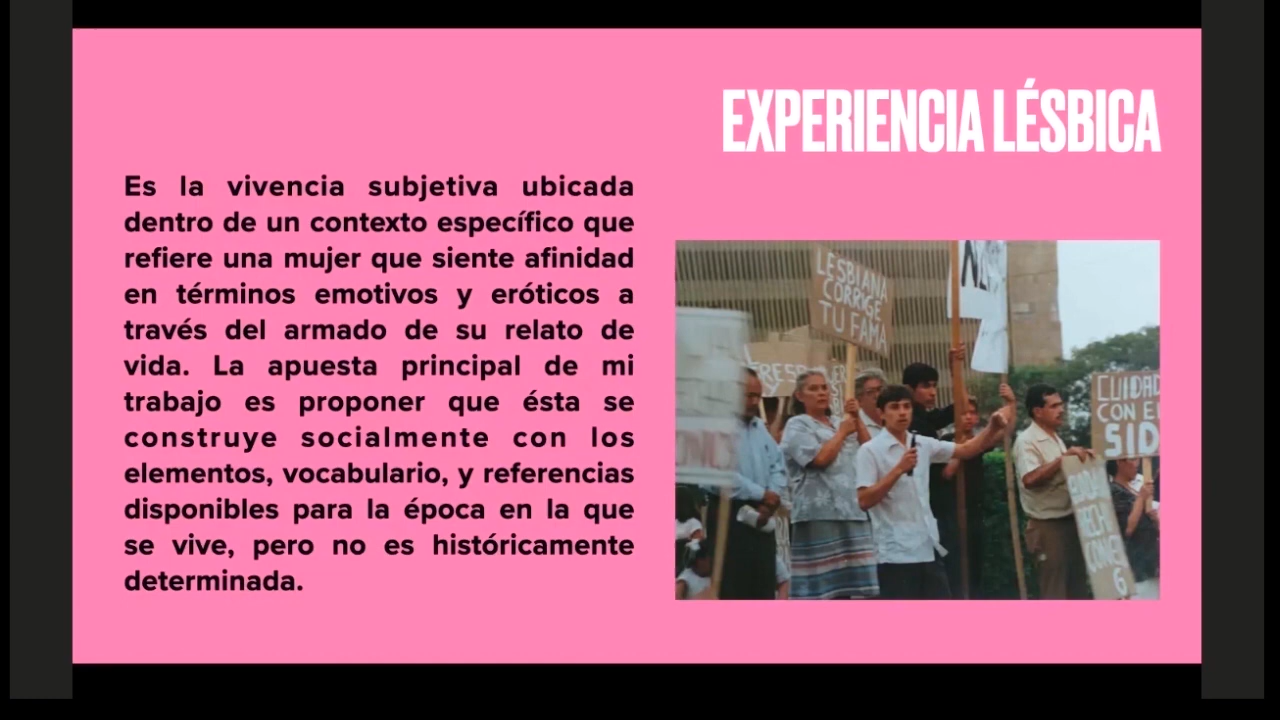 EXPERIENCIA LÉSBICA
Es la vivencia subjetiva ubicada
dentro de un contexto específico que
refiere una mujer que siente afinidad
en términos emotivos y eróticos a
través del armado de su relato de
vida. La apuesta principal de mi
trabajo es proponer que ésta se
construye socialmente con los
elementos, vocabulario, y referencias
disponibles para la época en la que
se vive, pero no es históricamente
determinada.
LESBIANA
CORRIGE
TU FAMA
CUIDAD
CON E
SID